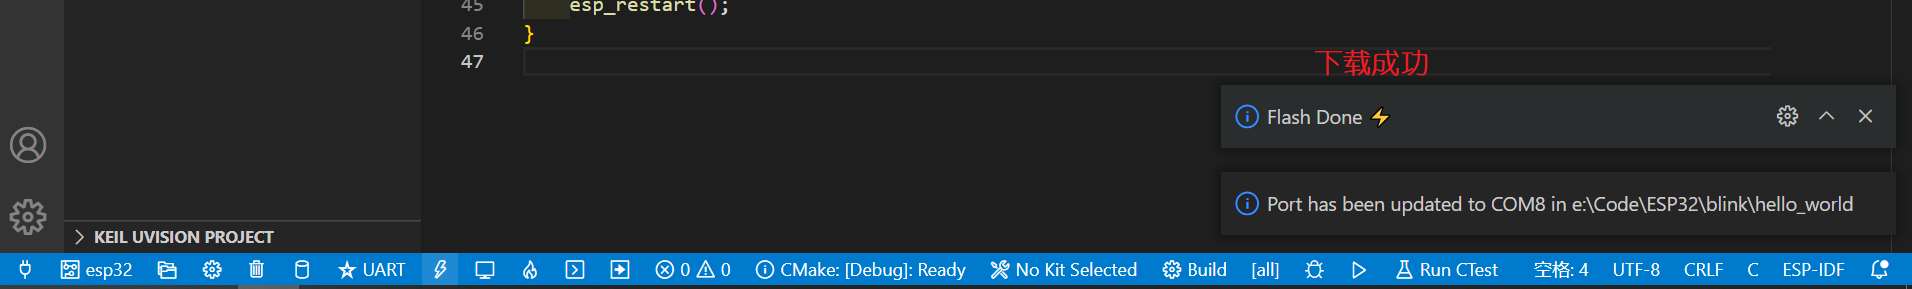 45 esp_restart();
46 }
47
下载成功
Flash Done ⚡
Port has been updated to COM8 in e:\Code\ESP32\blink\hello_world
KEIL UVISION PROJECT
esp32 UART 0 0 CMake: [Debug]: Ready No Kit Selected Build [all] Run CTest 空格: 4 UTF-8 CRLF C ESP-IDF